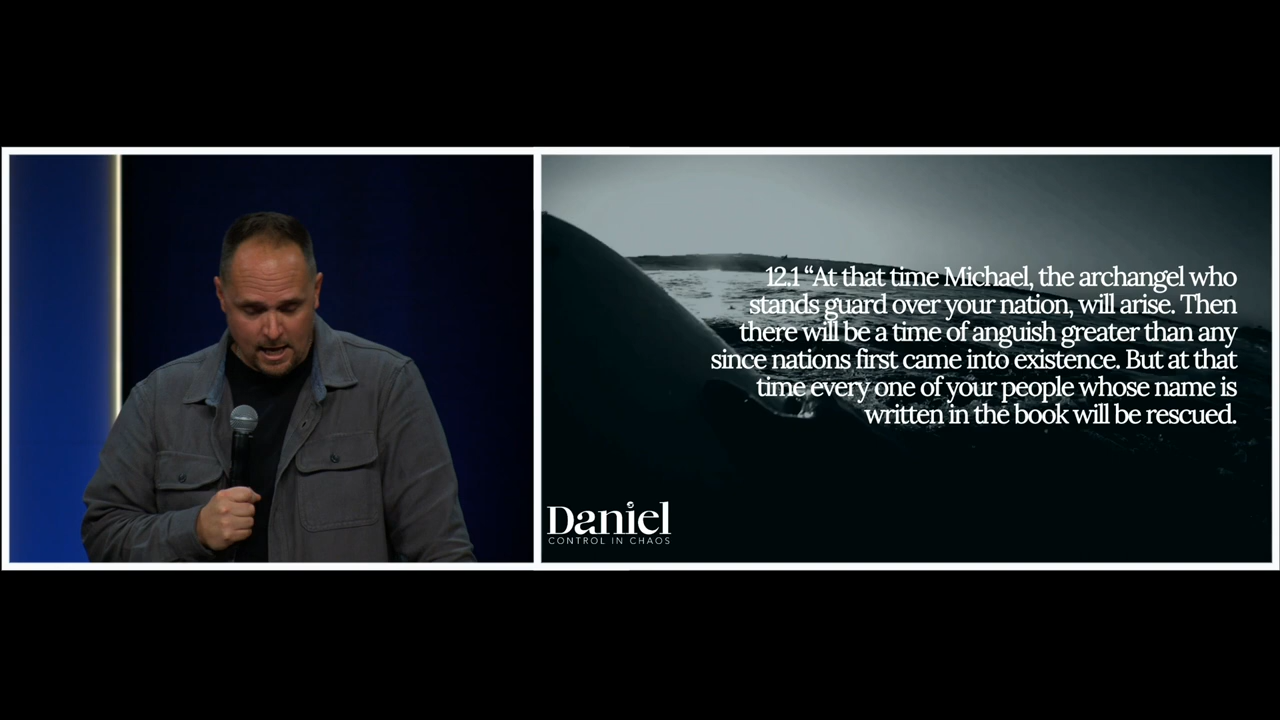 12.1 “At that time Michael, the archangel who
stands guard over your nation, will arise. Then
there will be a time of anguish greater than any
since nations first came into existence. But at that
time every one of your people whose name is
written in the book will be rescued.
Daniel
CONTROL IN CHAOS